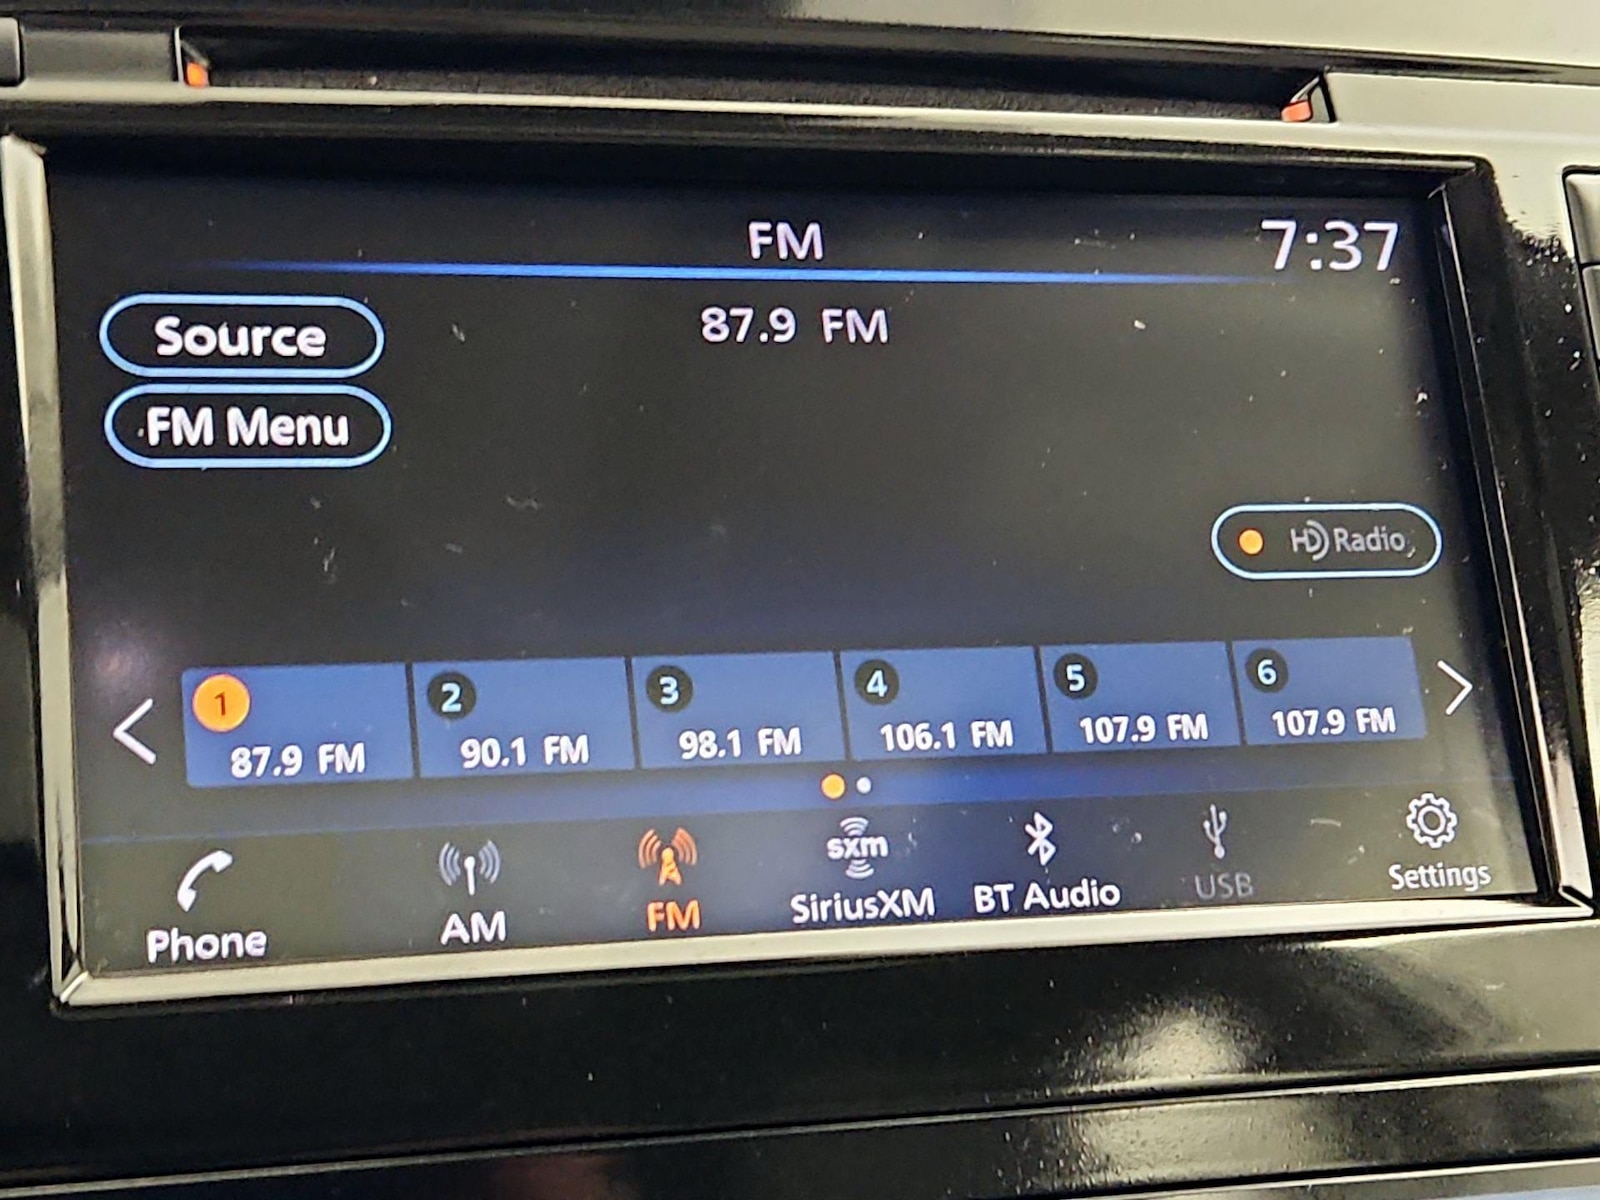 FM
7:37
87.9 FM
Source
FM Menu
HD Radio
1
87.9 FM
2
90.1 FM
3
98.1 FM
4
106.1 FM
5
107.9 FM
6
107.9 FM
Phone
AM
FM
sxm
SiriusXM
BT Audio
USB
Settings